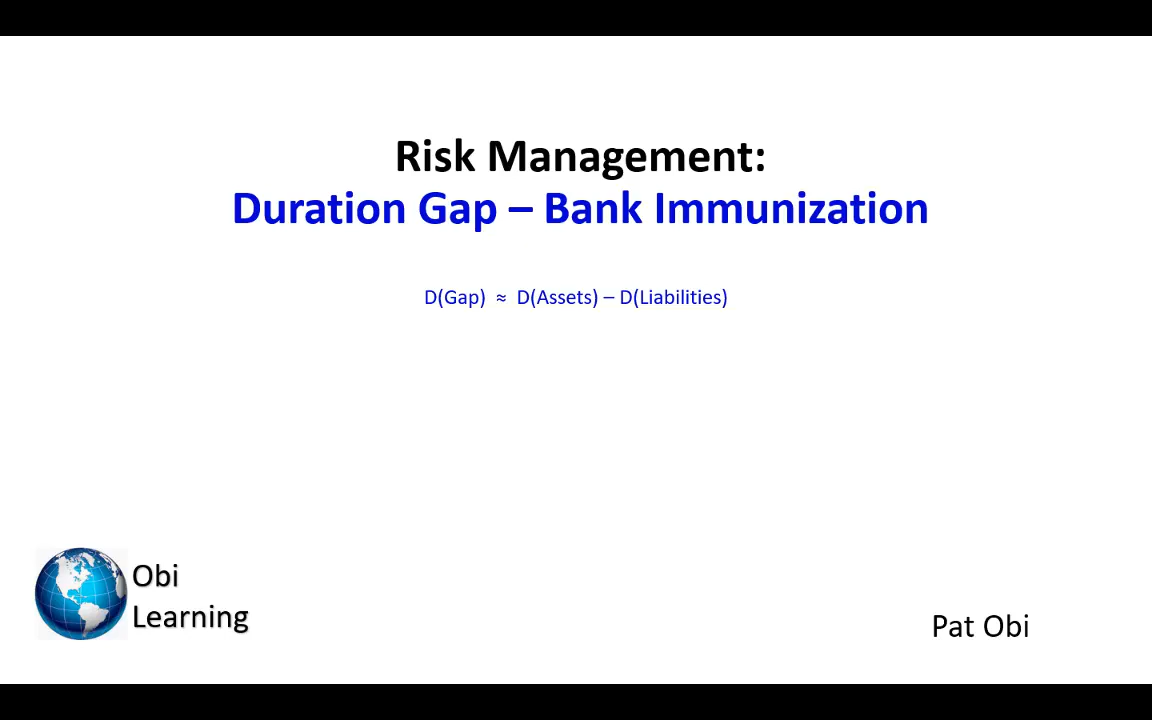 Risk Management:
Duration Gap – Bank Immunization
D(Gap) ≈ D(Assets) – D(Liabilities)
Obi
Learning
Pat Obi